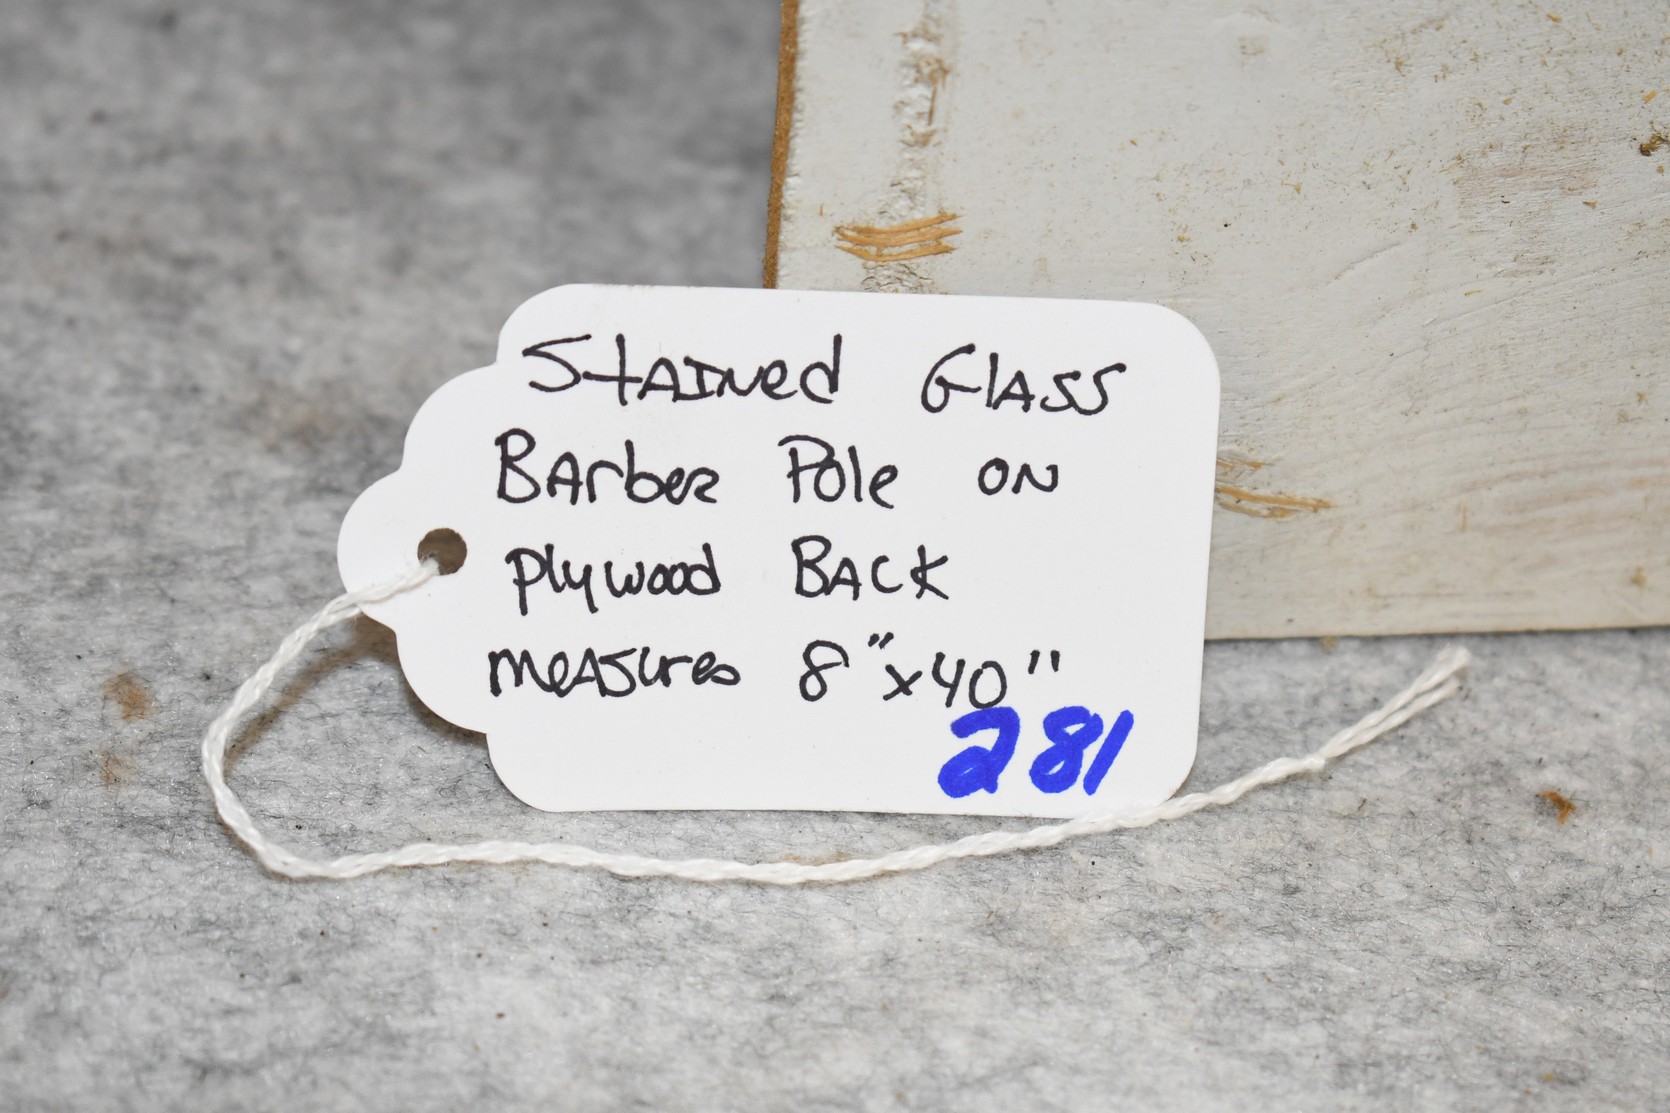 Stained Glass
Barber Pole on
plywood Back
measures 8"x40"
281